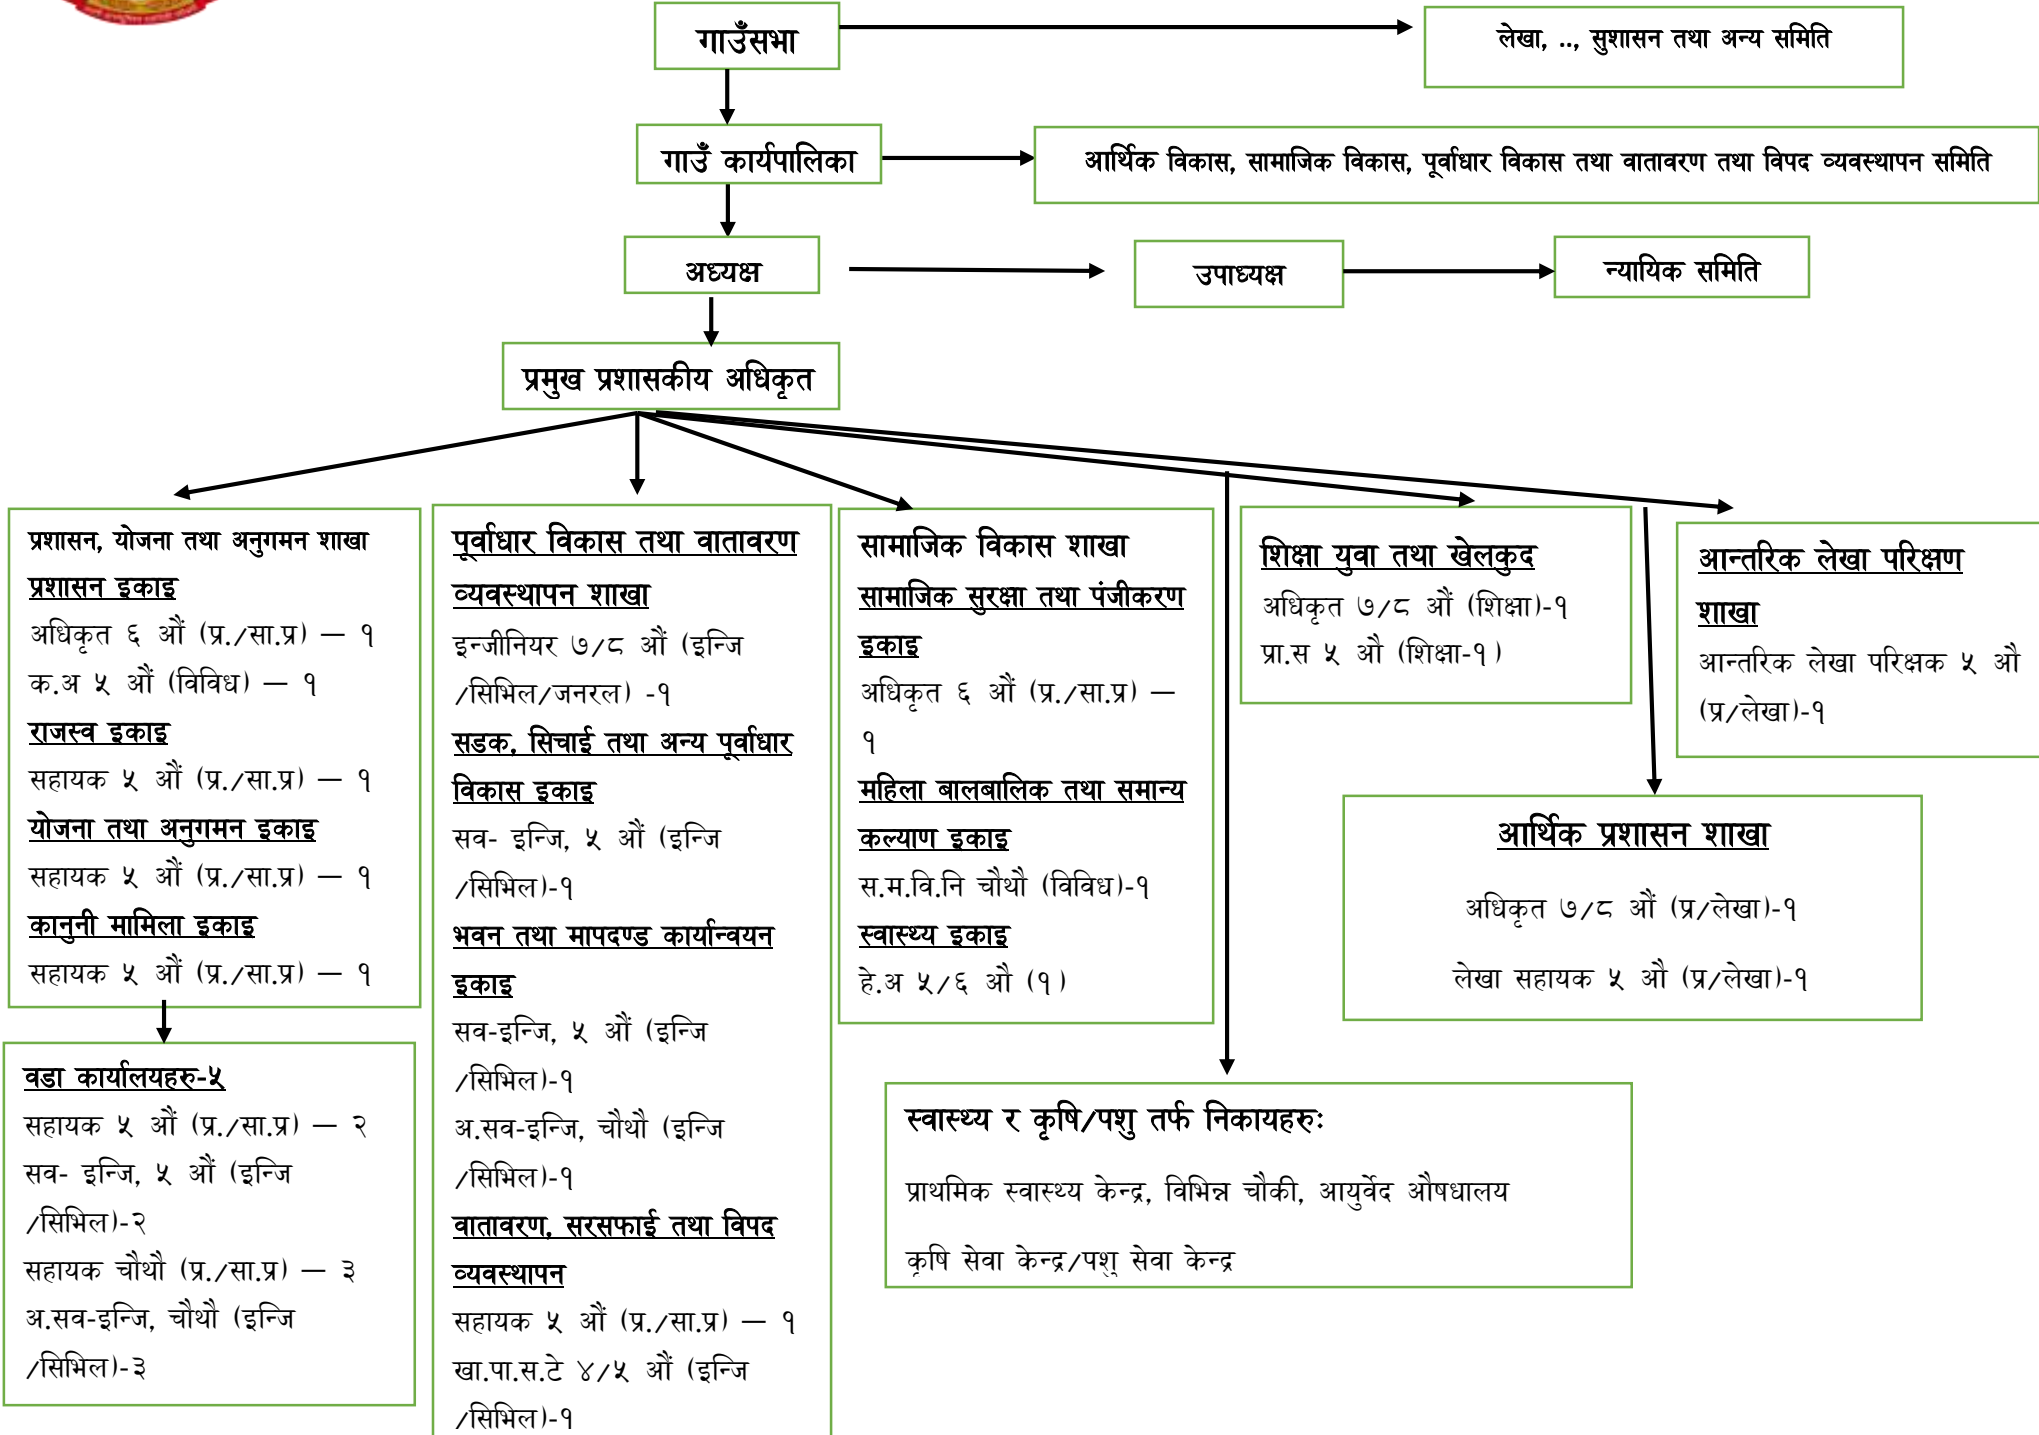 गाउँसभा
लेखा, .., सुशासन तथा अन्य समिति
गाउँ कार्यपालिका
आर्थिक विकास, सामाजिक विकास, पूर्वाधार विकास तथा वातावरण तथा विपद व्यवस्थापन समिति
अध्यक्ष
उपाध्यक्ष
न्यायिक समिति
प्रमुख प्रशासकीय अधिकृत
प्रशासन, योजना तथा अनुगमन शाखा
प्रशासन इकाइ
अधिकृत ६ औं (प्र./सा.प्र) — १
क.अ ५ औं (विविध) — १
राजस्व इकाइ
सहायक ५ औं (प्र./सा.प्र) — १
योजना तथा अनुगमन इकाइ
सहायक ५ औं (प्र./सा.प्र) — १
कानुनी मामिला इकाइ
सहायक ५ औं (प्र./सा.प्र) — १
वडा कार्यालयहरु-५
सहायक ५ औं (प्र./सा.प्र) — २
सव- इन्जि, ५ औं (इन्जि
/सिभिल)-२
सहायक चौथौ (प्र./सा.प्र) — ३
अ.सव-इन्जि, चौथौ (इन्जि
/सिभिल)-३
पूर्वाधार विकास तथा वातावरण
व्यवस्थापन शाखा
इन्जीनियर ७/८ औं (इन्जि
/सिभिल/जनरल) -१
सडक, सिचाई तथा अन्य पूर्वाधार
विकास इकाइ
सव- इन्जि, ५ औं (इन्जि
/सिभिल)-१
भवन तथा मापदण्ड कार्यान्वयन
इकाइ
सव-इन्जि, ५ औं (इन्जि
/सिभिल)-१
अ.सव-इन्जि, चौथौ (इन्जि
/सिभिल)-१
वातावरण, सरसफाई तथा विपद
व्यवस्थापन
सहायक ५ औं (प्र./सा.प्र) — १
खा.पा.स.टे ४/५ औं (इन्जि
/सिभिल)-१
सामाजिक विकास शाखा
सामाजिक सुरक्षा तथा पंजीकरण
इकाइ
अधिकृत ६ औं (प्र./सा.प्र) —
१
महिला बालबालिक तथा समान्य
कल्याण इकाइ
स.म.वि.नि चौथौ (विविध)-१
स्वास्थ्य इकाइ
हे.अ ५/६ औ (१)
शिक्षा युवा तथा खेलकुद
अधिकृत ७/८ औं (शिक्षा)-१
प्रा.स ५ औ (शिक्षा-१)
आन्तरिक लेखा परिक्षण
शाखा
आन्तरिक लेखा परिक्षक ५ औ
(प्र/लेखा)-१
आर्थिक प्रशासन शाखा
अधिकृत ७/८ औं (प्र/लेखा)-१
लेखा सहायक ५ औ (प्र/लेखा)-१
स्वास्थ्य र कृषि/पशु तर्फ निकायहरुः
प्राथमिक स्वास्थ्य केन्द्र, विभिन्न चौकी, आयुर्वेद औषधालय
कृषि सेवा केन्द्र/पशु सेवा केन्द्र